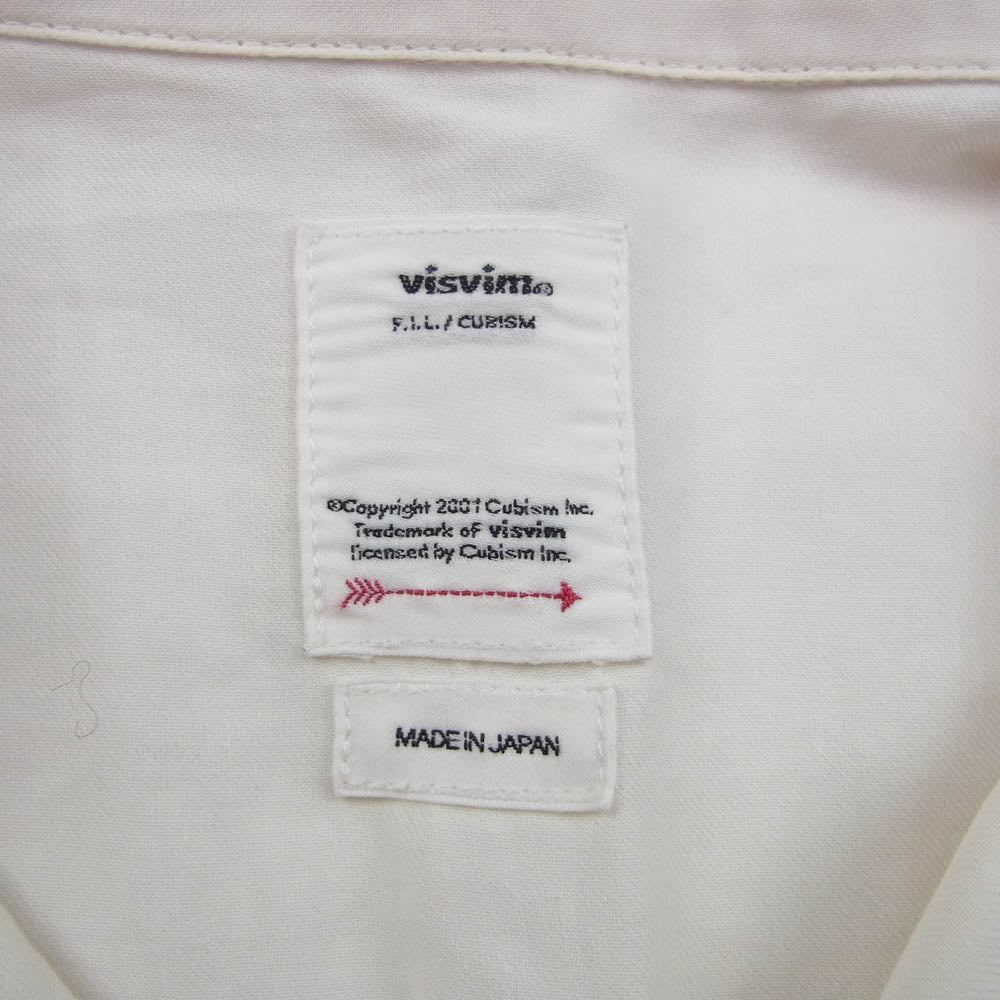 visvim®
F.I.L. / CUBISM
©Copyright 2001 Cubism Inc.
Trademark of visvim
licensed by Cubism Inc.
MADE IN JAPAN